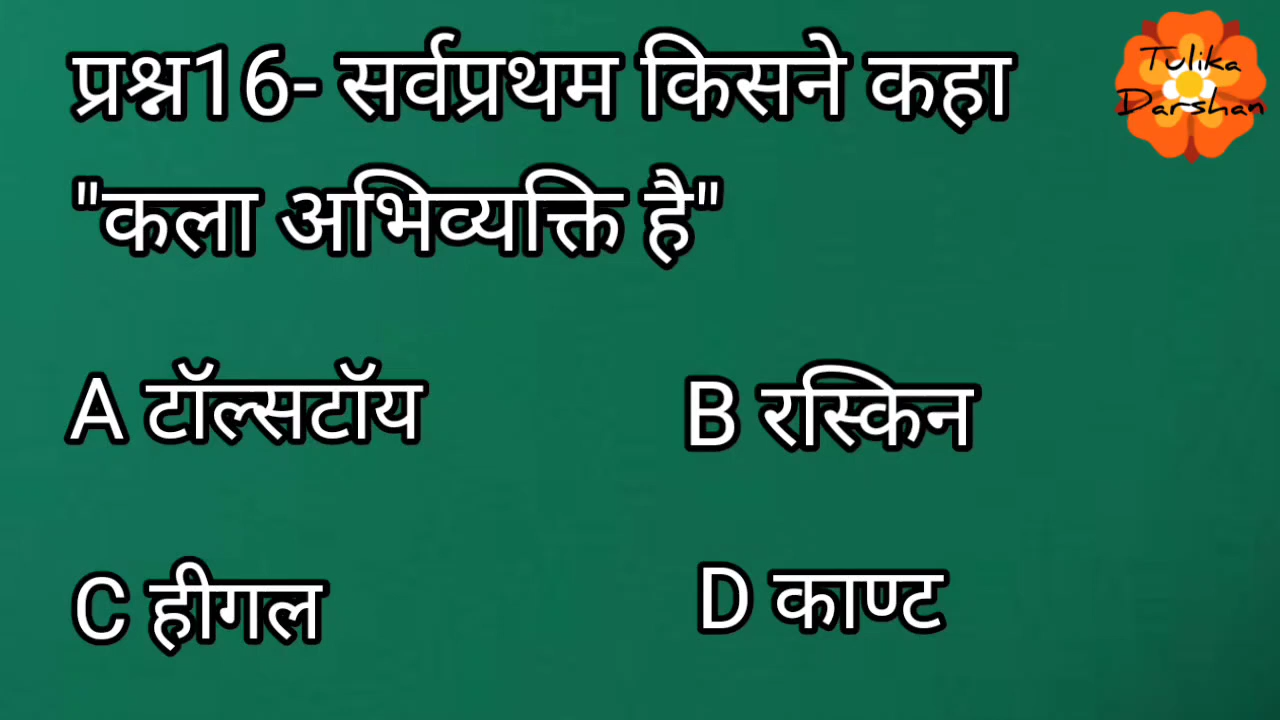 प्रश्न16- सर्वप्रथम किसने कहा
"कला अभिव्यक्ति है"
A टॉल्सटॉय
B रस्किन
C हीगल
D काण्ट
Tulika
Darshan